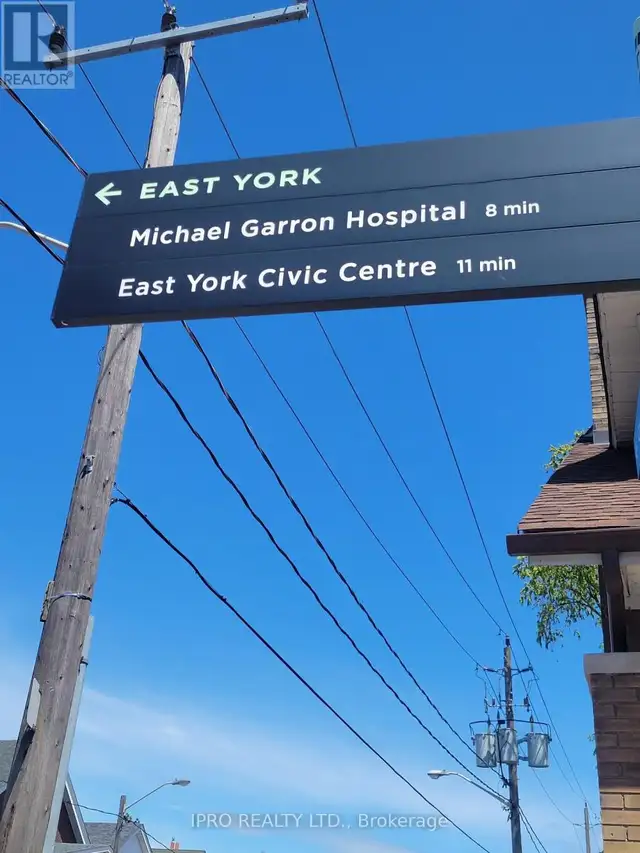 REALTOR®
← EAST YORK
Michael Garron Hospital 8 min
East York Civic Centre 11 min
IPRO REALTY LTD., Brokerage